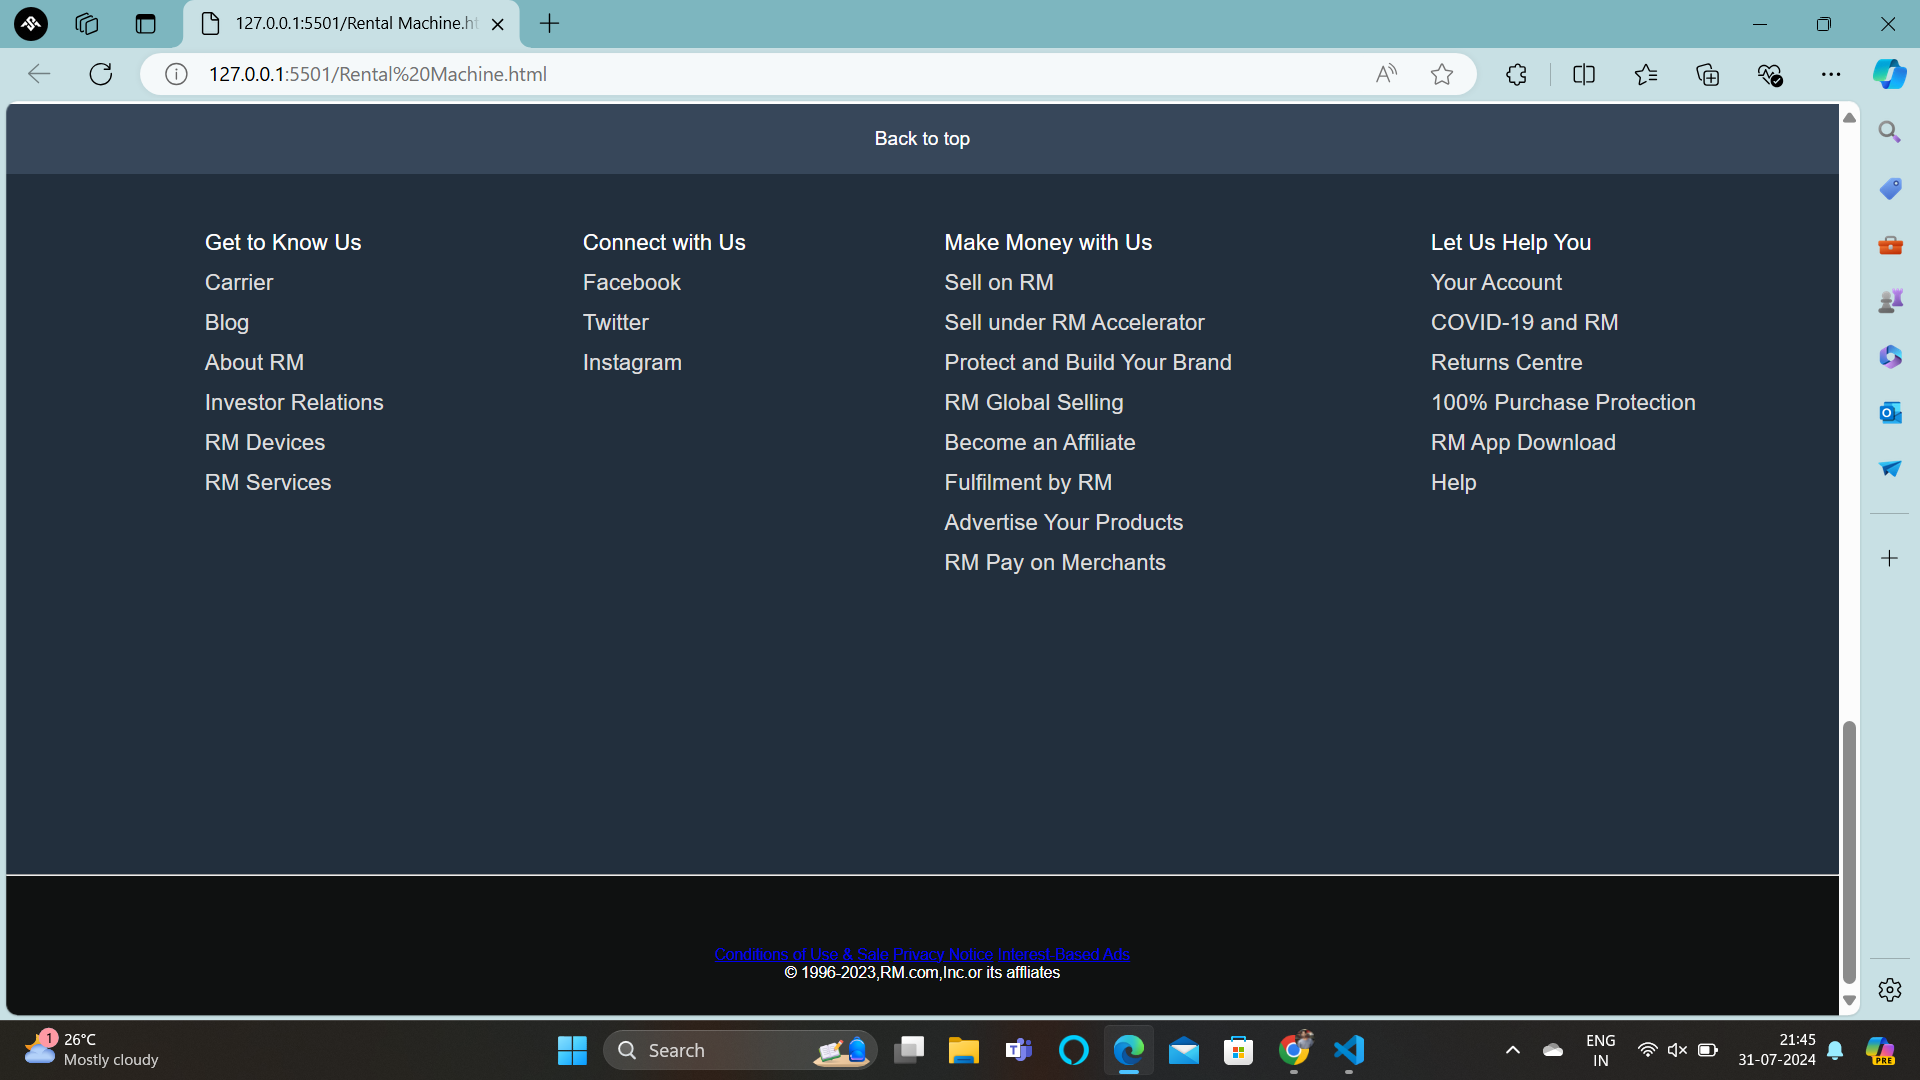 127.0.0.1:5501/Rental Machine.ht
127.0.0.1:5501/Rental%20Machine.html
Back to top
Get to Know Us
Carrier
Blog
About RM
Investor Relations
RM Devices
RM Services
Connect with Us
Facebook
Twitter
Instagram
Make Money with Us
Sell on RM
Sell under RM Accelerator
Protect and Build Your Brand
RM Global Selling
Become an Affiliate
Fulfilment by RM
Advertise Your Products
RM Pay on Merchants
Let Us Help You
Your Account
COVID-19 and RM
Returns Centre
100% Purchase Protection
RM App Download
Help
Conditions of Use & Sale Privacy Notice Interest-Based Ads
© 1996-2023,RM.com,Inc.or its affliates
1
26°C
Mostly cloudy
Search
ENG
IN
21:45
31-07-2024
PRE